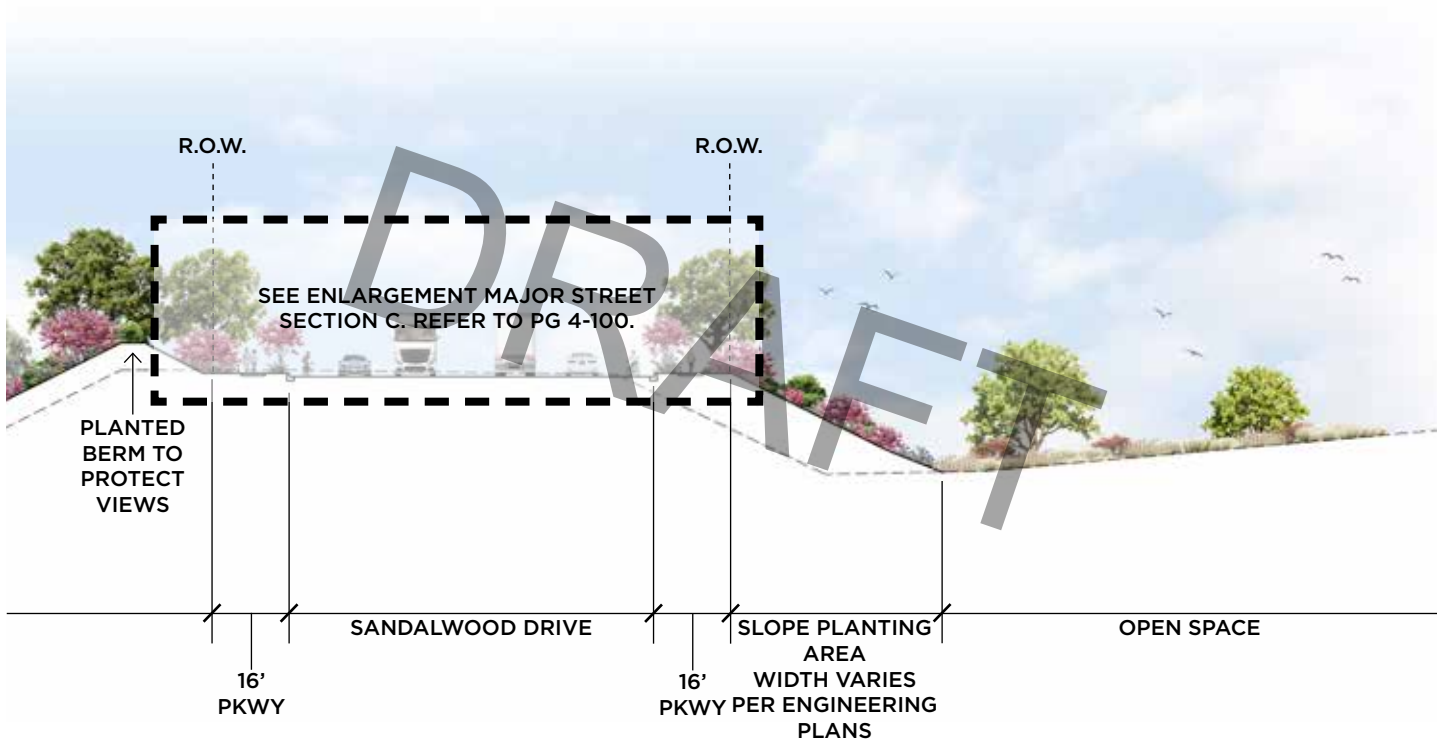 R.O.W.
R.O.W.
SEE ENLARGEMENT MAJOR STREET
SECTION C. REFER TO PG 4-100.
DRAFT
PLANTED
BERM TO
PROTECT
VIEWS
SANDALWOOD DRIVE
SLOPE PLANTING
AREA
WIDTH VARIES
PER ENGINEERING
PLANS
OPEN SPACE
16’
PKWY
16’
PKWY